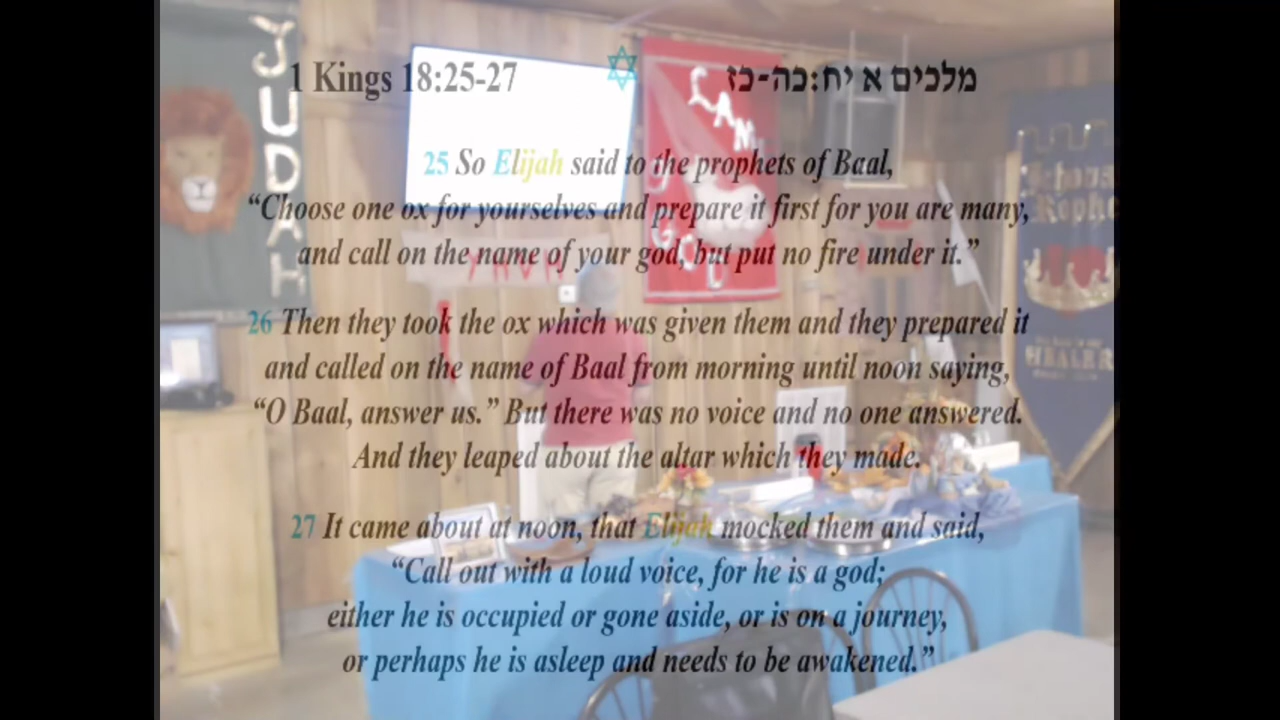 1 Kings 18:25-27
מלכים א יח:כה-כז
25 So Elijah said to the prophets of Baal,
“Choose one ox for yourselves and prepare it first for you are many,
and call on the name of your god, but put no fire under it.”
26 Then they took the ox which was given them and they prepared it
and called on the name of Baal from morning until noon saying,
“O Baal, answer us.” But there was no voice and no one answered.
And they leaped about the altar which they made.
27 It came about at noon, that Elijah mocked them and said,
“Call out with a loud voice, for he is a god;
either he is occupied or gone aside, or is on a journey,
or perhaps he is asleep and needs to be awakened.”
JUDAH
HEALER